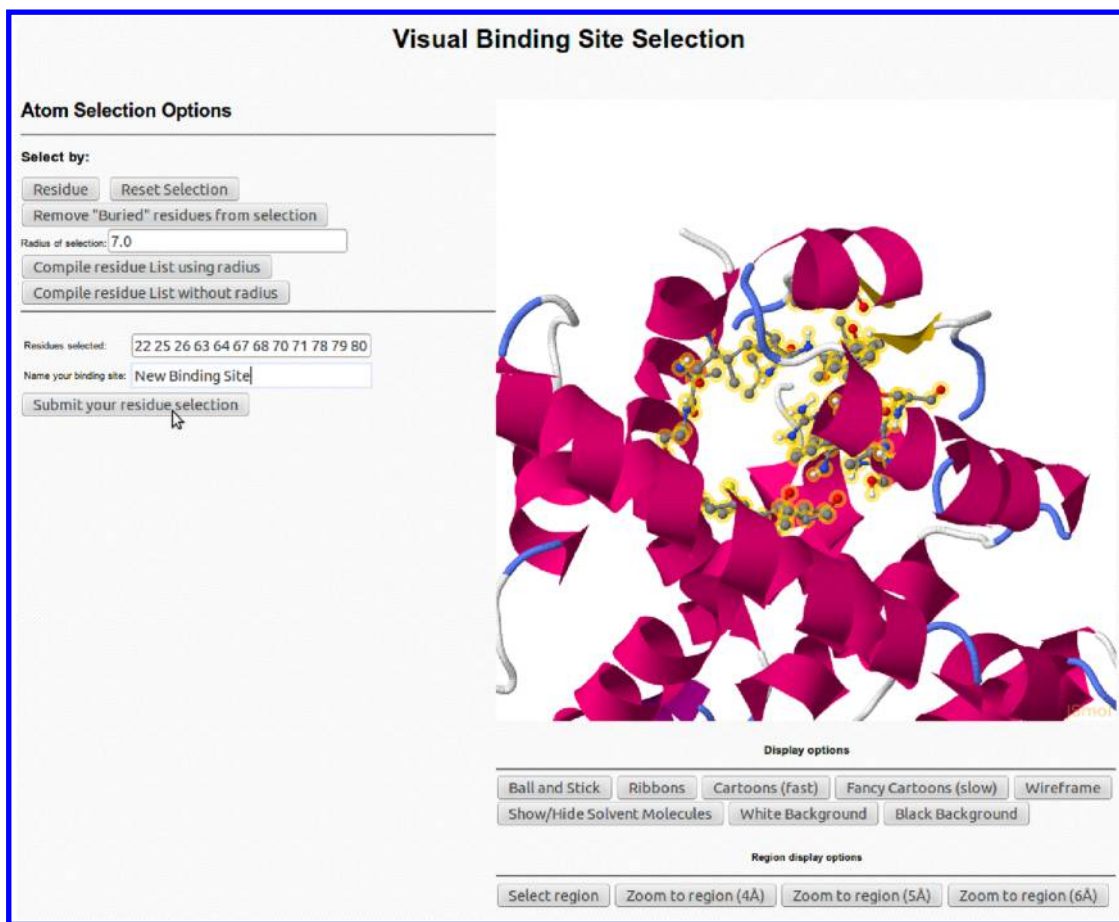 Visual Binding Site Selection
Atom Selection Options
Select by:
Residue Reset Selection
Remove "Buried" residues from selection
Radius of selection: 7.0
Compile residue List using radius
Compile residue List without radius
Residues selected: 22 25 26 63 64 67 68 70 71 78 79 80
Name your binding site: New Binding Site
Submit your residue selection
JSmol
Display options
Ball and Stick Ribbons Cartoons (fast) Fancy Cartoons (slow) Wireframe
Show/Hide Solvent Molecules White Background Black Background
Region display options
Select region Zoom to region (4Å) Zoom to region (5Å) Zoom to region (6Å)